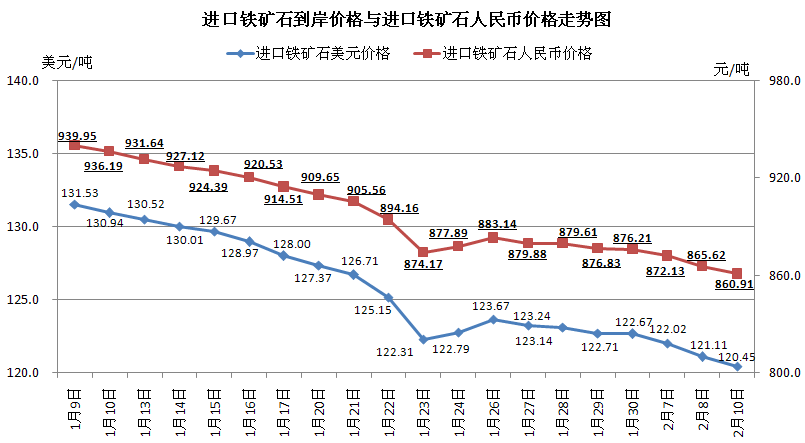 进口铁矿石到岸价格与进口铁矿石人民币价格走势图
美元/吨
进口铁矿石美元价格
进口铁矿石人民币价格
元/吨
140.0
135.0
130.0
125.0
120.0
980.0
920.0
860.0
800.0
939.95
936.19
931.64
927.12
924.39
920.53
914.51
909.65
905.56
894.16
874.17
877.89
883.14
879.88
879.61
876.83
876.21
872.13
865.62
860.91
131.53
130.94
130.52
130.01
129.67
128.97
128.00
127.37
126.71
125.15
122.31
122.79
123.67
123.24
123.14
122.71
122.67
122.02
121.11
120.45
1月9日
1月10日
1月13日
1月14日
1月15日
1月16日
1月17日
1月20日
1月21日
1月22日
1月23日
1月24日
1月26日
1月27日
1月28日
1月29日
1月30日
2月7日
2月8日
2月10日